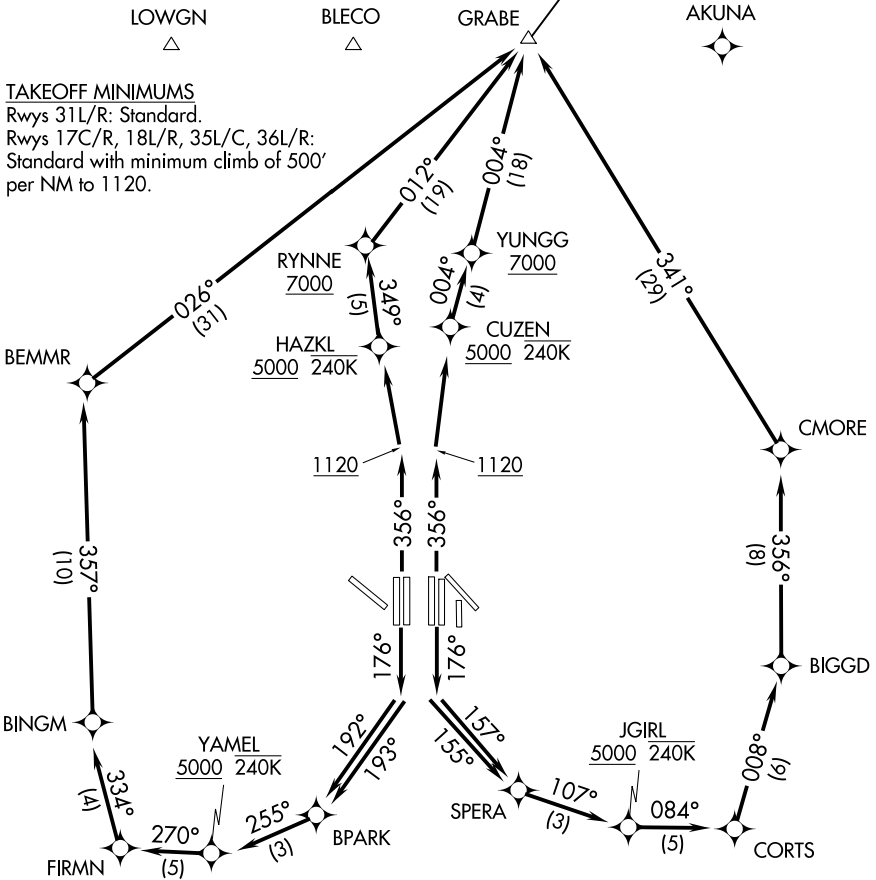 LOWGN
BLECO
GRABE
AKUNA
TAKEOFF MINIMUMS
Rwys 31L/R: Standard.
Rwys 17C/R, 18L/R, 35L/C, 36L/R:
Standard with minimum climb of 500'
per NM to 1120.
012°
(19)
004°
(18)
RYNNE
7000
YUNGG
7000
026°
(31)
349°
(5)
004°
(4)
341°
(29)
HAZKL
5000 240K
CUZEN
5000 240K
BEMMR
CMORE
1120
1120
356°
356°
357°
(10)
356°
(8)
176°
176°
BIGGD
BINGM
YAMEL
5000 240K
192°
193°
157°
155°
JGIRL
5000 240K
008°
(9)
334°
(4)
255°
(3)
BPARK
SPERA
107°
(3)
084°
(5)
270°
(5)
FIRMN
CORTS